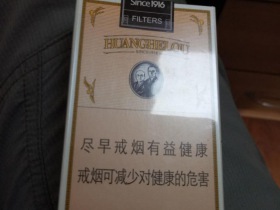 Since 1916
FILTERS
HUANGHELOU
尽早戒烟有益健康
戒烟可减少对健康的危害